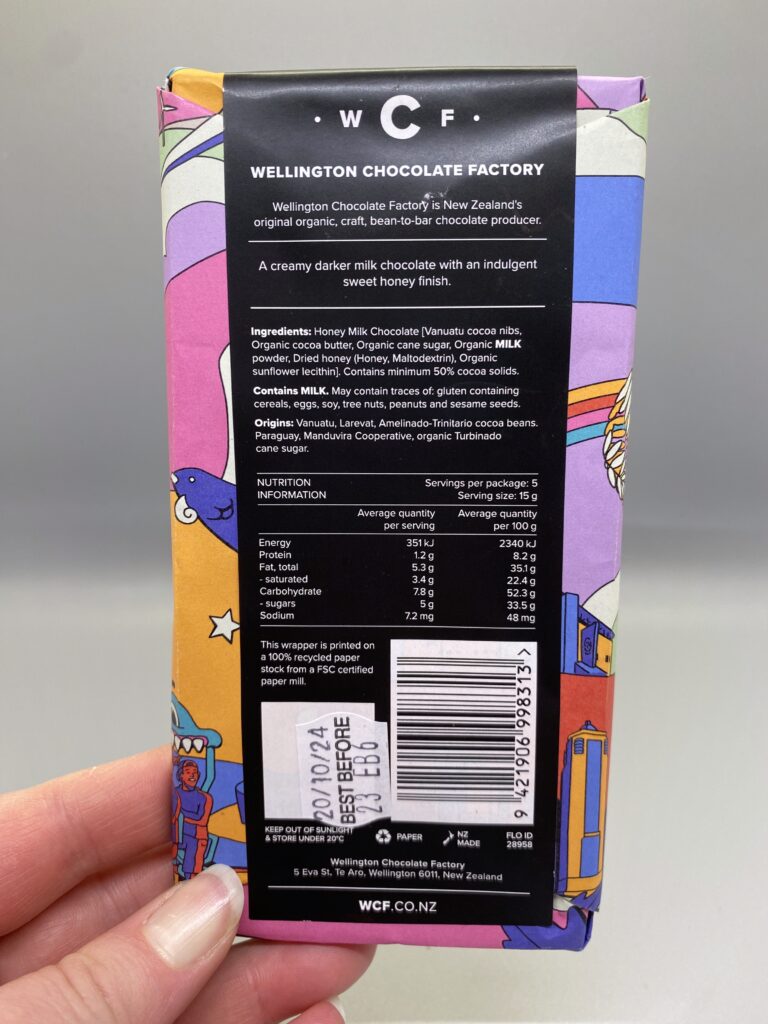 · W C F ·
WELLINGTON CHOCOLATE FACTORY
Wellington Chocolate Factory is New Zealand's
original organic, craft, bean-to-bar chocolate producer.
A creamy darker milk chocolate with an indulgent
sweet honey finish.
Ingredients: Honey Milk Chocolate [Vanuatu cocoa nibs,
Organic cocoa butter, Organic cane sugar, Organic MILK
powder, Dried honey (Honey, Maltodextrin), Organic
sunflower lecithin]. Contains minimum 50% cocoa solids.
Contains MILK. May contain traces of: gluten containing
cereals, eggs, soy, tree nuts, peanuts and sesame seeds.
Origins: Vanuatu, Larevat, Amelinado-Trinitario cocoa beans.
Paraguay, Manduvira Cooperative, organic Turbinado
cane sugar.
NUTRITION Servings per package: 5
INFORMATION Serving size: 15 g
Average quantity Average quantity
per serving per 100 g
Energy 351 kJ 2340 kJ
Protein 1.2 g 8.2 g
Fat, total 5.3 g 35.1 g
- saturated 3.4 g 22.4 g
Carbohydrate 7.8 g 52.3 g
- sugars 5 g 33.5 g
Sodium 7.2 mg 48 mg
This wrapper is printed on
a 100% recycled paper
stock from a FSC certified
paper mill.
20/10/24
BEST BEFORE
23 EB6
9 421906 998313 >
KEEP OUT OF SUNLIGHT
& STORE UNDER 20°C
PAPER
NZ
MADE
FLO ID
28958
Wellington Chocolate Factory
5 Eva St, Te Aro, Wellington 6011, New Zealand
WCF.CO.NZ